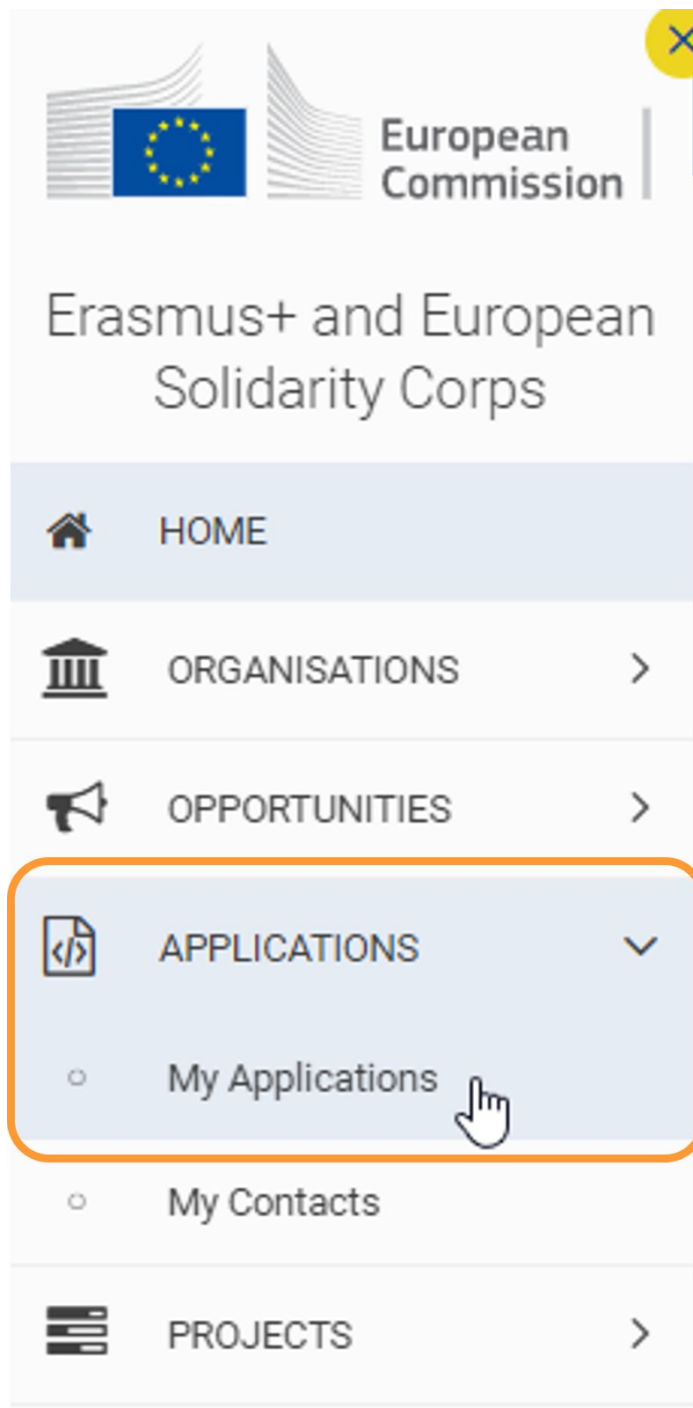 European
Commission
Erasmus+ and European
Solidarity Corps
HOME
ORGANISATIONS
OPPORTUNITIES
APPLICATIONS
My Applications
My Contacts
PROJECTS